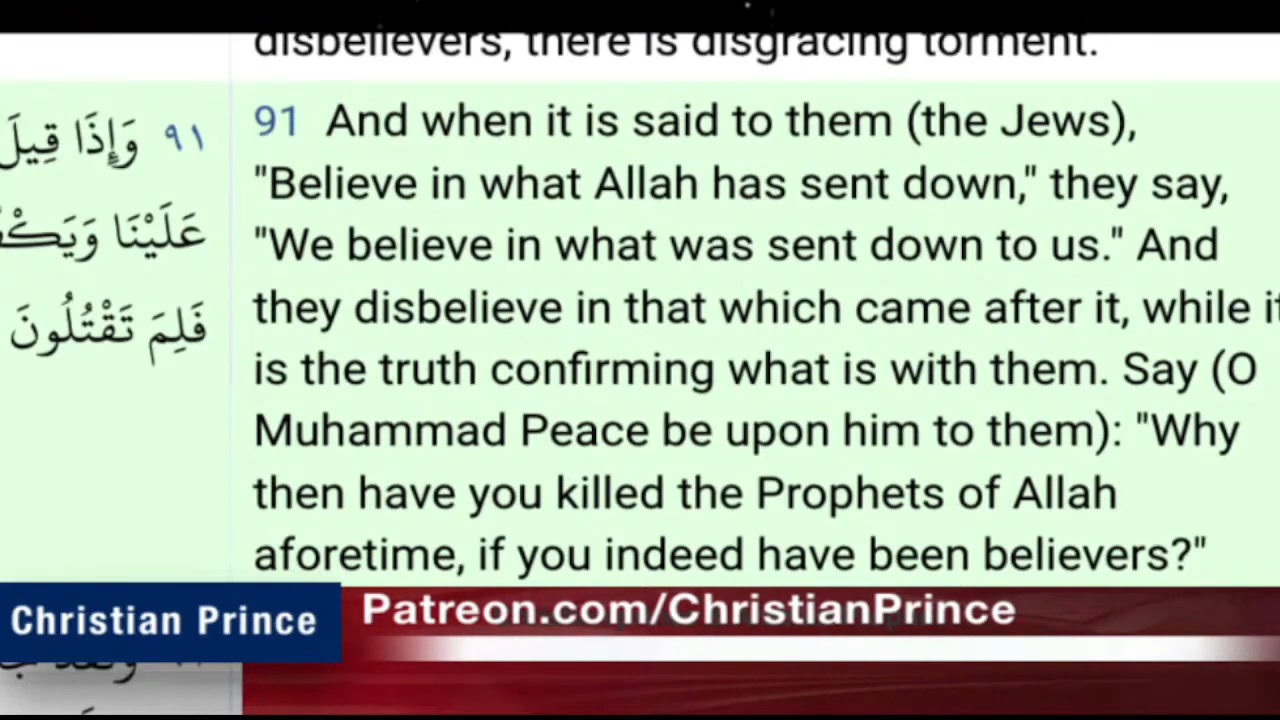 disbelievers, there is disgracing torment.
٩١ وَإِذَا قِيلَ
عَلَيْنَا
فَلِمَ تَقْتُلُونَ
91 And when it is said to them (the Jews),
"Believe in what Allah has sent down," they say,
"We believe in what was sent down to us." And
they disbelieve in that which came after it, while it
is the truth confirming what is with them. Say (O
Muhammad Peace be upon him to them): "Why
then have you killed the Prophets of Allah
aforetime, if you indeed have been believers?"
Christian Prince
Patreon.com/ChristianPrince